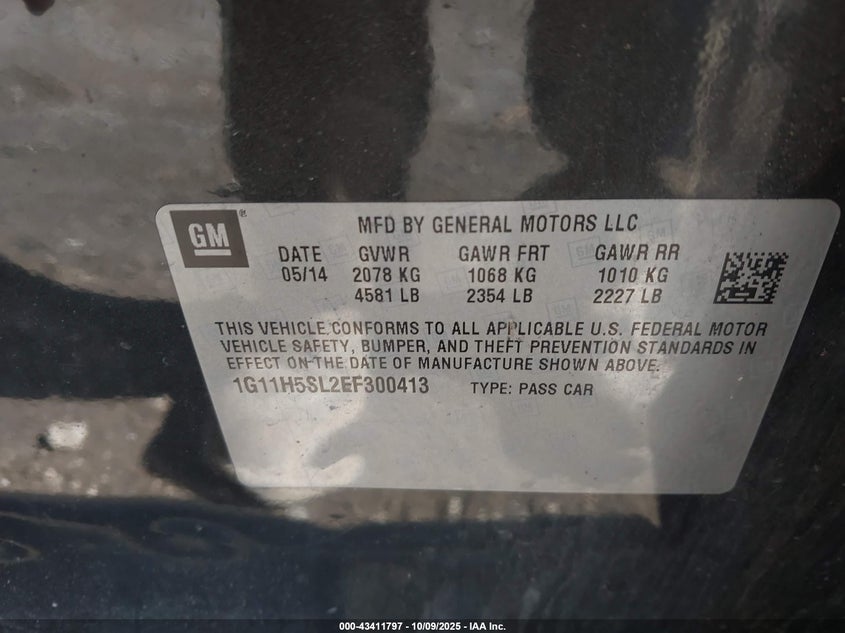 GM
MFD BY GENERAL MOTORS LLC
DATE GVWR GAWR FRT GAWR RR
05/14 2078 KG 1068 KG 1010 KG
4581 LB 2354 LB 2227 LB
THIS VEHICLE CONFORMS TO ALL APPLICABLE U.S. FEDERAL MOTOR
VEHICLE SAFETY, BUMPER, AND THEFT PREVENTION STANDARDS IN
EFFECT ON THE DATE OF MANUFACTURE SHOWN ABOVE.
1G11H5SL2EF300413 TYPE: PASS CAR
000-43411797 - 10/09/2025 - IAA Inc.